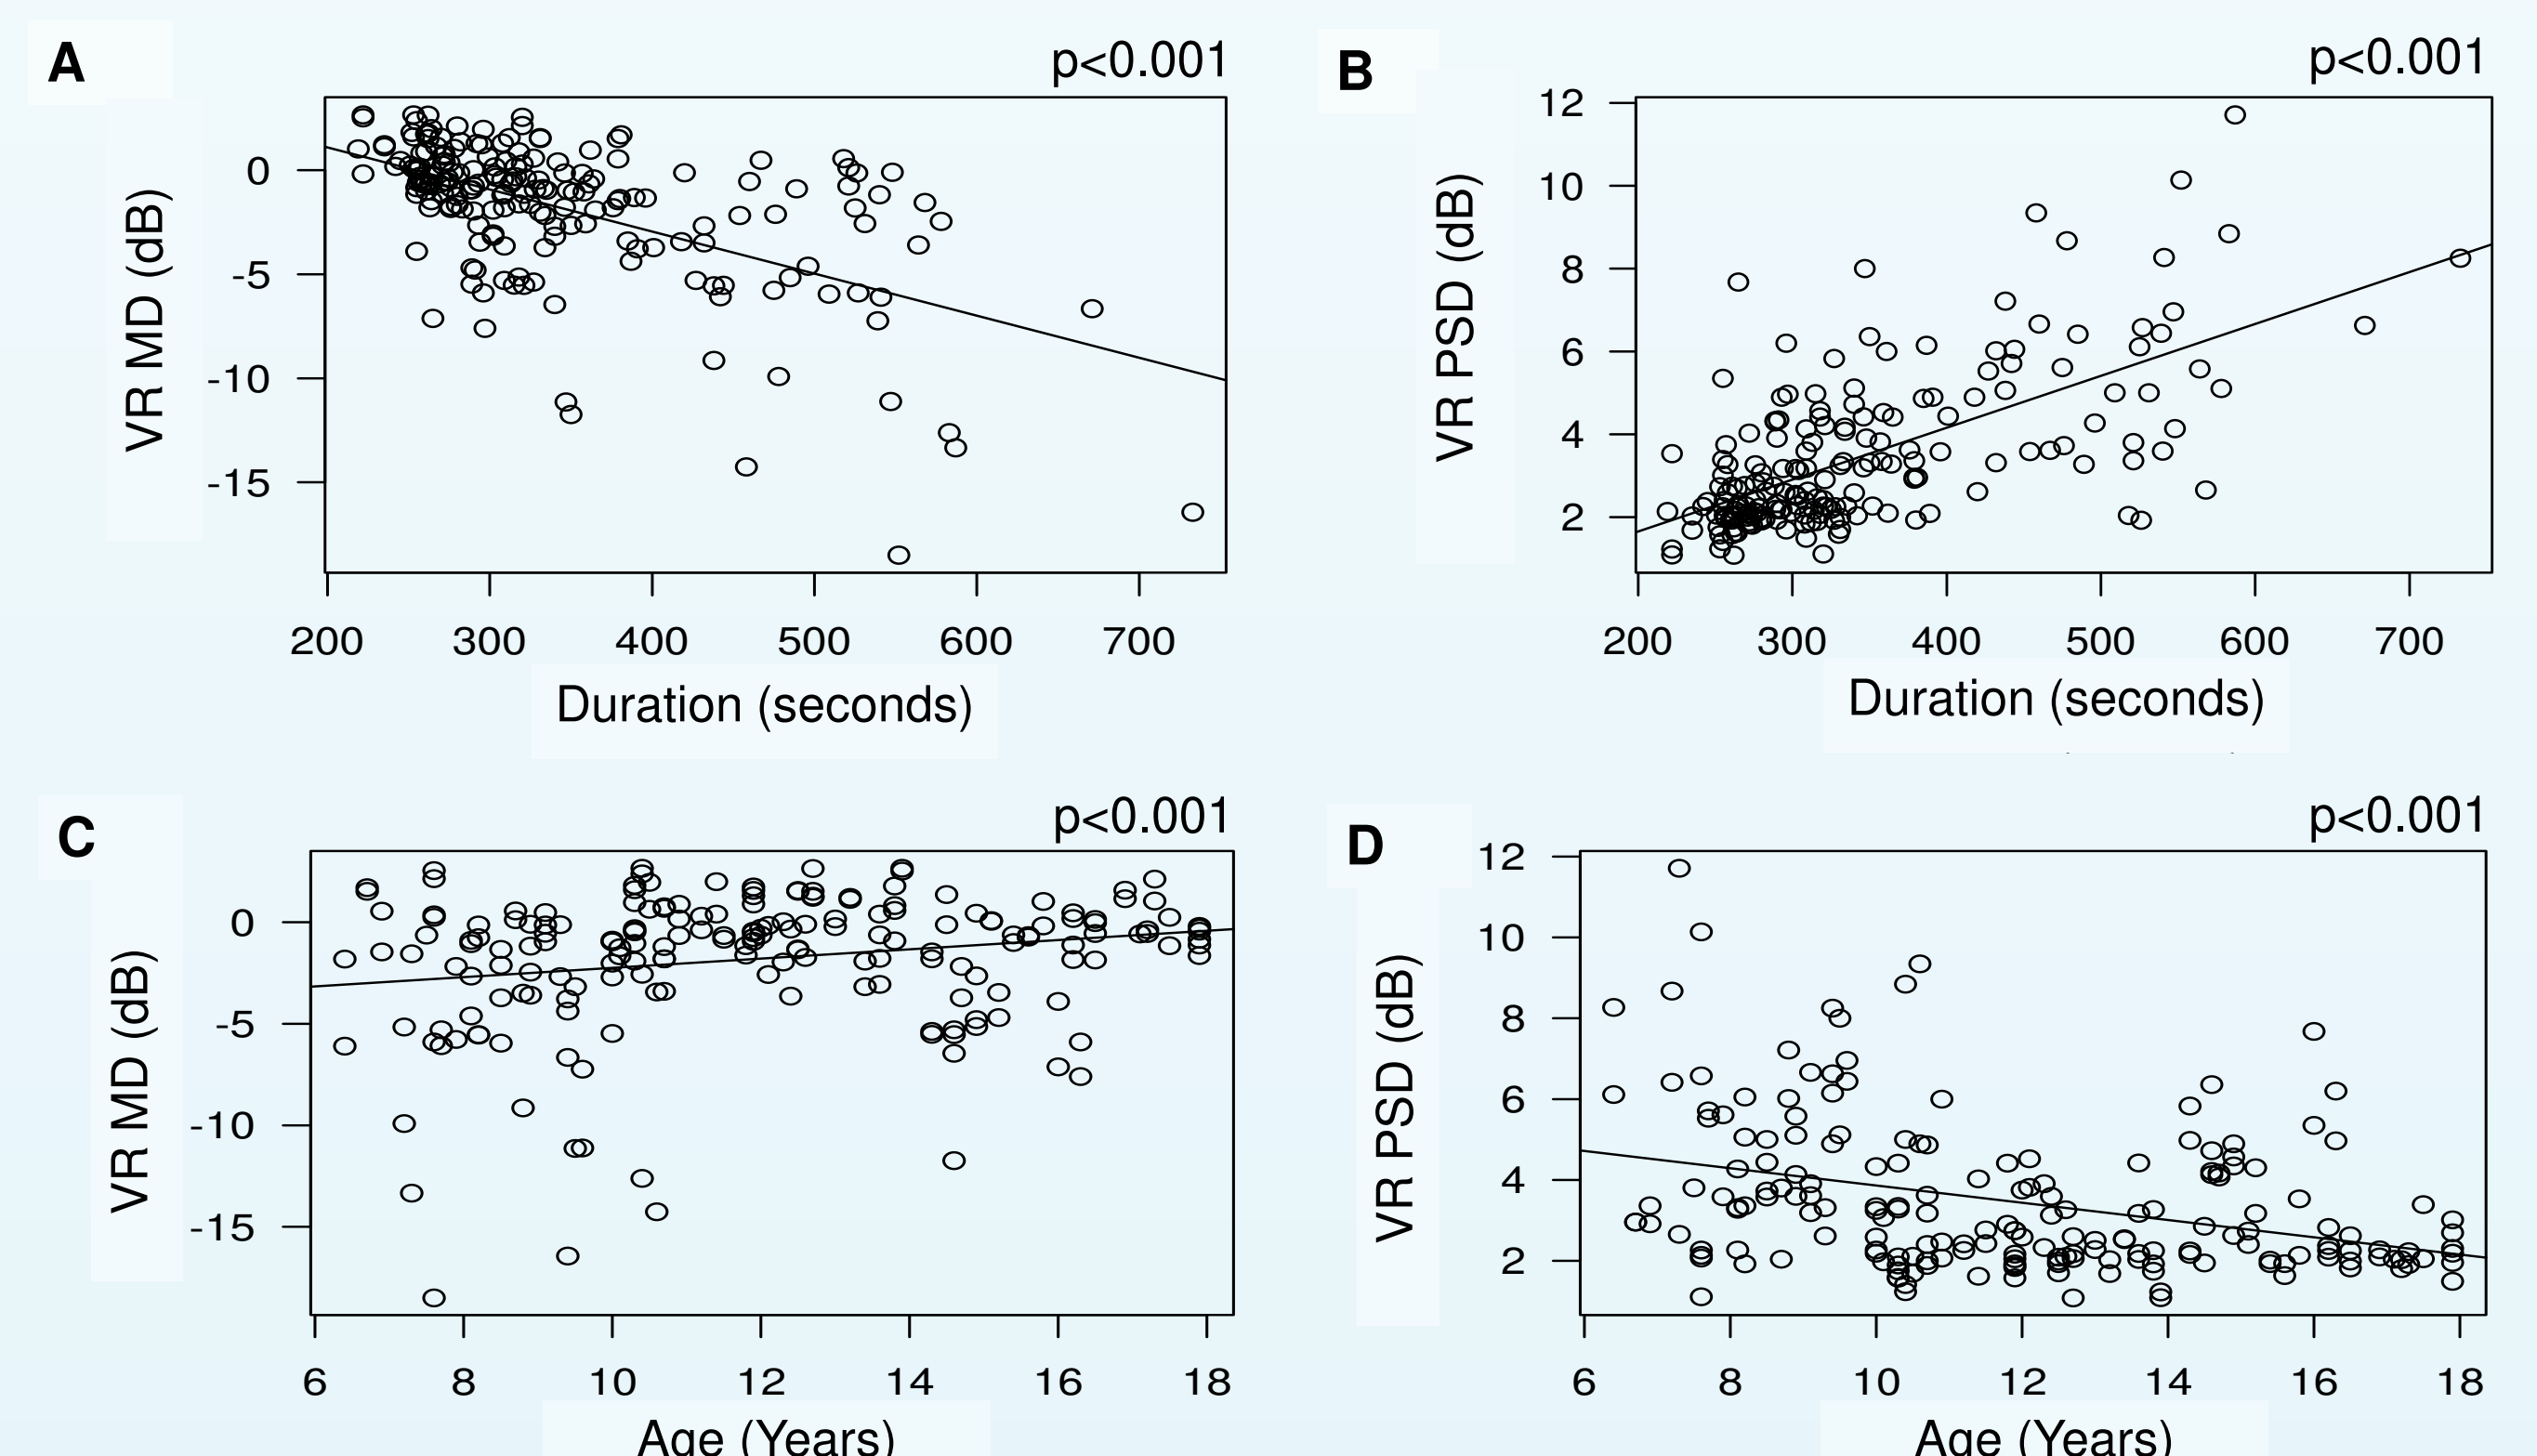 A
p<0.001
VR MD (dB)
0
-5
-10
-15
200 300 400 500 600 700
Duration (seconds)
B
p<0.001
VR PSD (dB)
12
10
8
6
4
2
200 300 400 500 600 700
Duration (seconds)
C
p<0.001
VR MD (dB)
0
-5
-10
-15
6 8 10 12 14 16 18
Age (Years)
D
p<0.001
VR PSD (dB)
12
10
8
6
4
2
6 8 10 12 14 16 18
Age (Years)